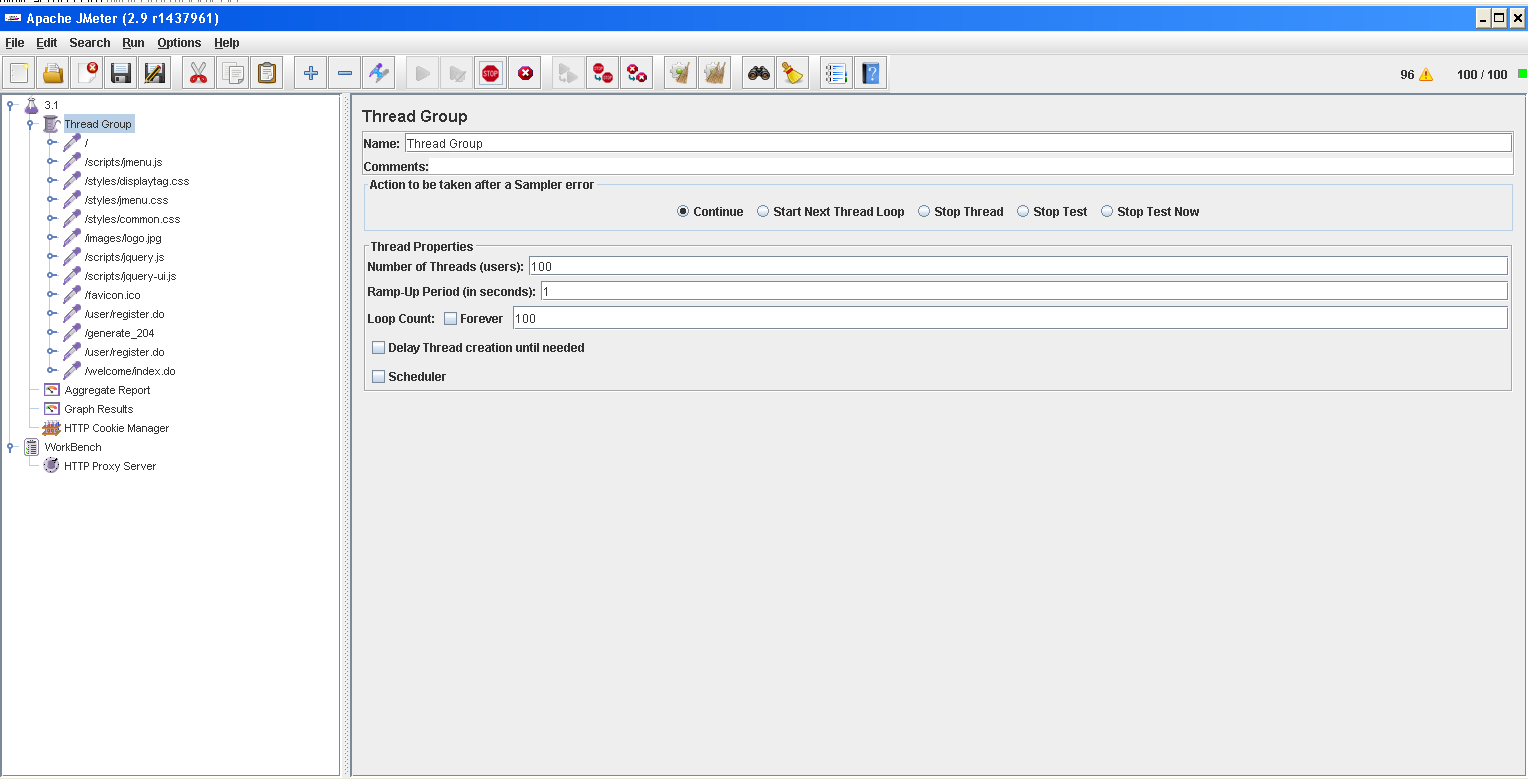 Apache JMeter (2.9 r1437961)
File Edit Search Run Options Help
STOP
96 100 / 100
3.1
Thread Group
/
/scripts/jmenu.js
/styles/displaytag.css
/styles/jmenu.css
/styles/common.css
/images/logo.jpg
/scripts/jquery.js
/scripts/jquery-ui.js
/favicon.ico
/user/register.do
/generate_204
/user/register.do
/welcome/index.do
Aggregate Report
Graph Results
HTTP Cookie Manager
WorkBench
HTTP Proxy Server
Thread Group
Name: Thread Group
Comments:
Action to be taken after a Sampler error
Continue Start Next Thread Loop Stop Thread Stop Test Stop Test Now
Thread Properties
Number of Threads (users): 100
Ramp-Up Period (in seconds): 1
Loop Count: Forever 100
Delay Thread creation until needed
Scheduler